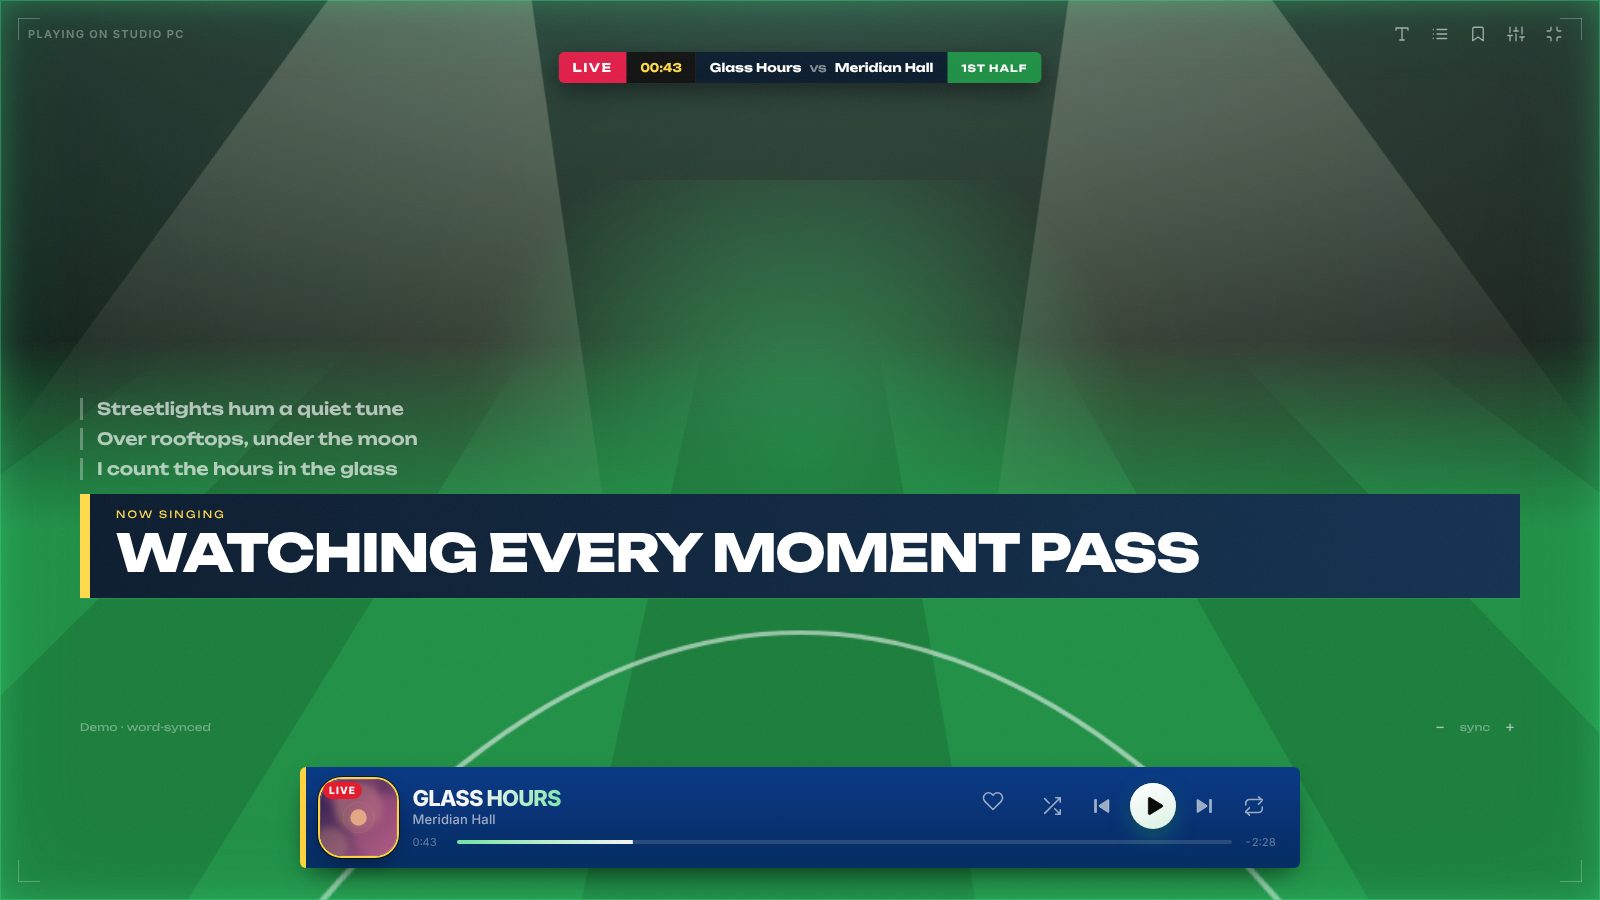 PLAYING ON STUDIO PC
LIVE 00:43 Glass Hours vs Meridian Hall 1ST HALF
Streetlights hum a quiet tune
Over rooftops, under the moon
I count the hours in the glass
NOW SINGING
WATCHING EVERY MOMENT PASS
Demo · word-synced
− sync +
LIVE
GLASS HOURS
Meridian Hall
0:43
-2:28